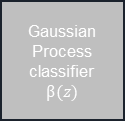 Gaussian
Process
classifier
β(z)